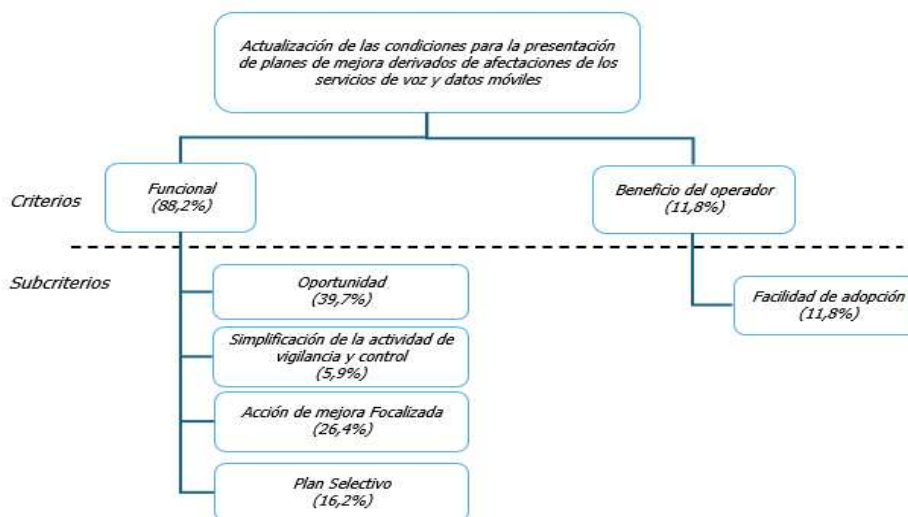 Actualización de las condiciones para la presentación
de planes de mejora derivados de afectaciones de los
servicios de voz y datos móviles
Criterios
Funcional
(88,2%)
Beneficio del operador
(11,8%)
Subcriterios
Oportunidad
(39,7%)
Facilidad de adopción
(11,8%)
Simplificación de la actividad de
vigilancia y control
(5,9%)
Acción de mejora Focalizada
(26,4%)
Plan Selectivo
(16,2%)